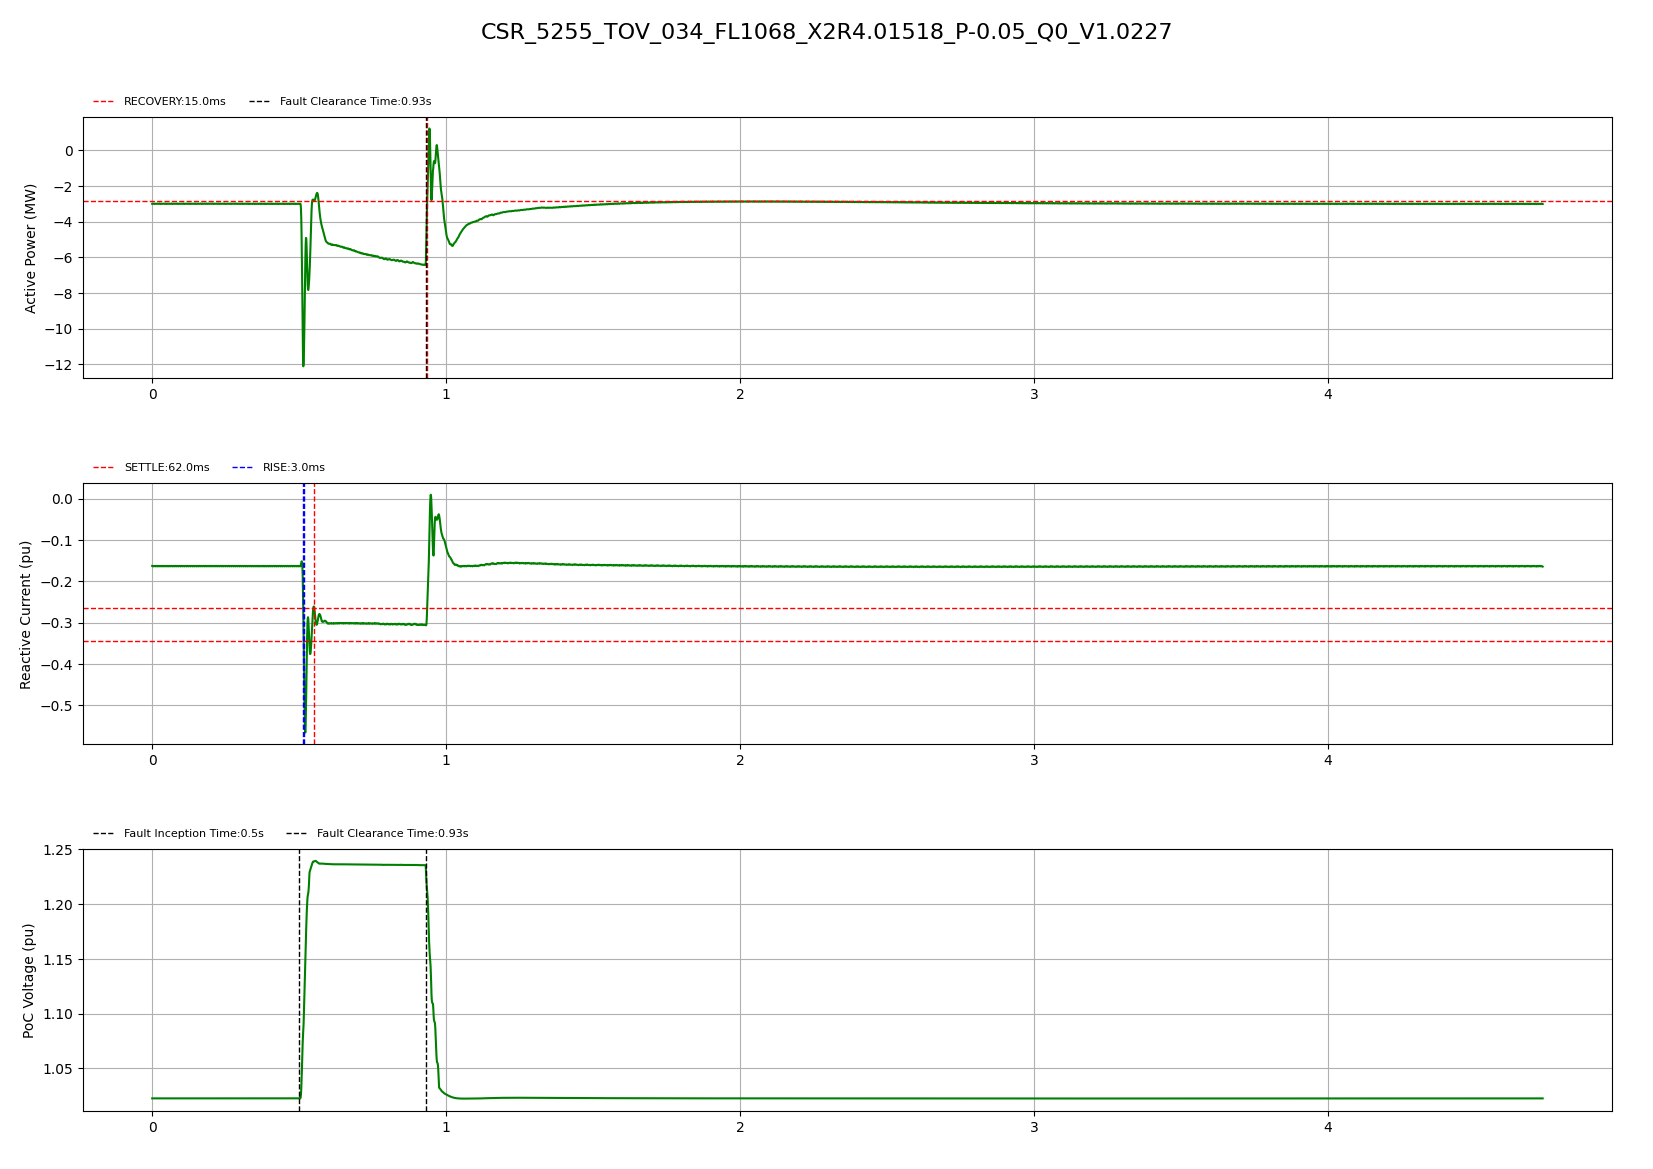 CSR_5255_TOV_034_FL1068_X2R4.01518_P-0.05_Q0_V1.0227
RECOVERY:15.0ms Fault Clearance Time:0.93s
Active Power (MW)
0
−2
−4
−6
−8
−10
−12
0 1 2 3 4
SETTLE:62.0ms RISE:3.0ms
Reactive Current (pu)
0.0
−0.1
−0.2
−0.3
−0.4
−0.5
0 1 2 3 4
Fault Inception Time:0.5s Fault Clearance Time:0.93s
PoC Voltage (pu)
1.25
1.20
1.15
1.10
1.05
0 1 2 3 4